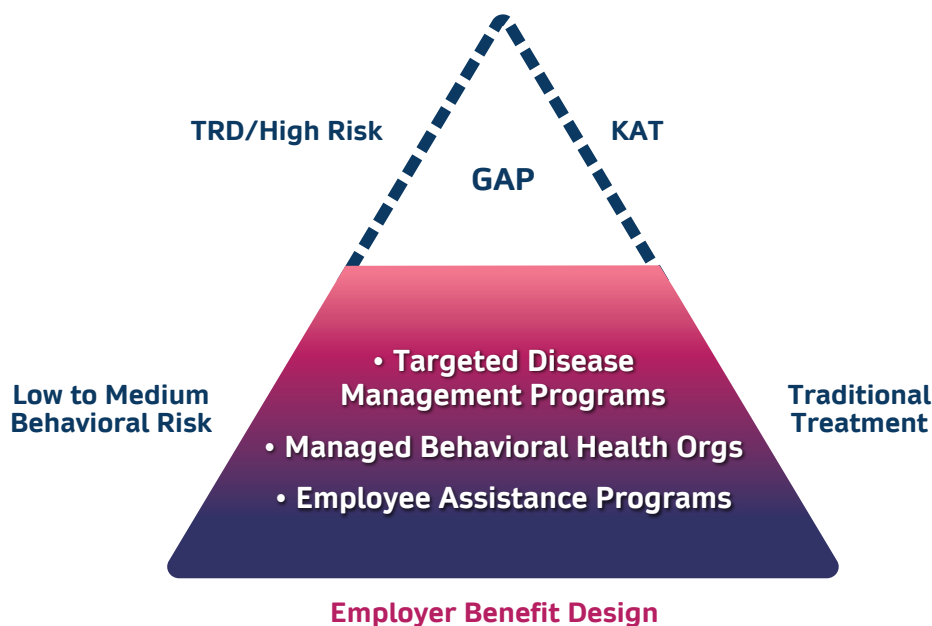 TRD/High Risk
KAT
GAP
• Targeted Disease
Management Programs
Low to Medium
Behavioral Risk
Traditional
Treatment
• Managed Behavioral Health Orgs
• Employee Assistance Programs
Employer Benefit Design